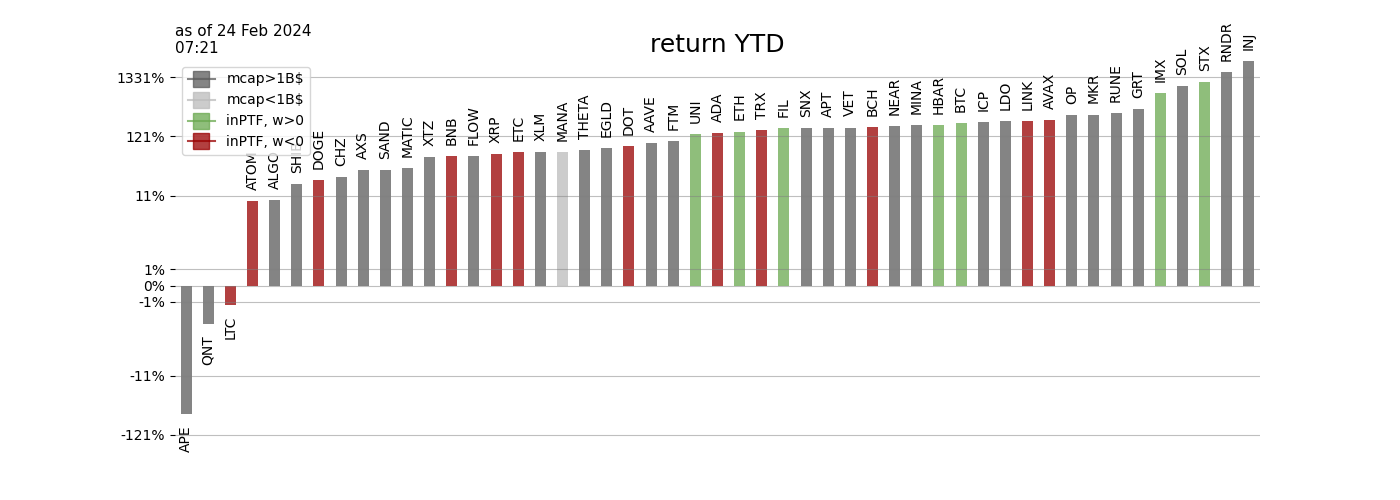 as of 24 Feb 2024
07:21
return YTD
mcap>1B$
mcap<1B$
inPTF, w>0
inPTF, w<0
1331%
121%
11%
1%
0%
-1%
-11%
-121%
APE
QNT
LTC
ATOM
ALGO
DOGE
CHZ
AXS
SAND
MATIC
XTZ
BNB
FLOW
XRP
ETC
XLM
MANA
THETA
EGLD
DOT
AAVE
FTM
UNI
ADA
ETH
TRX
FIL
SNX
APT
VET
BCH
NEAR
MINA
HBAR
BTC
ICP
LDO
LINK
AVAX
OP
MKR
RUNE
GRT
IMX
SOL
STX
RNDR
INJ